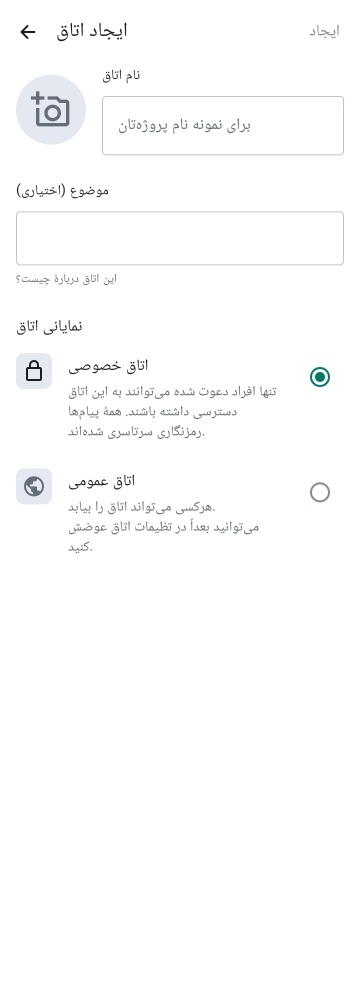 ایجاد اتاق
ایجاد
نام اتاق
برای نمونه نام پروژه‌تان
موضوع (اختیاری)
این اتاق دربارهٔ چیست؟
نمایانی اتاق
اتاق خصوصی
تنها افراد دعوت شده می‌توانند به این اتاق
دسترسی داشته باشند. همهٔ پیام‌ها
رمزنگاری سرتاسری شده‌اند.
اتاق عمومی
هرکسی می‌تواند اتاق را بیابد.
می‌توانید بعداً در تظیمات اتاق عوضش
کنید.